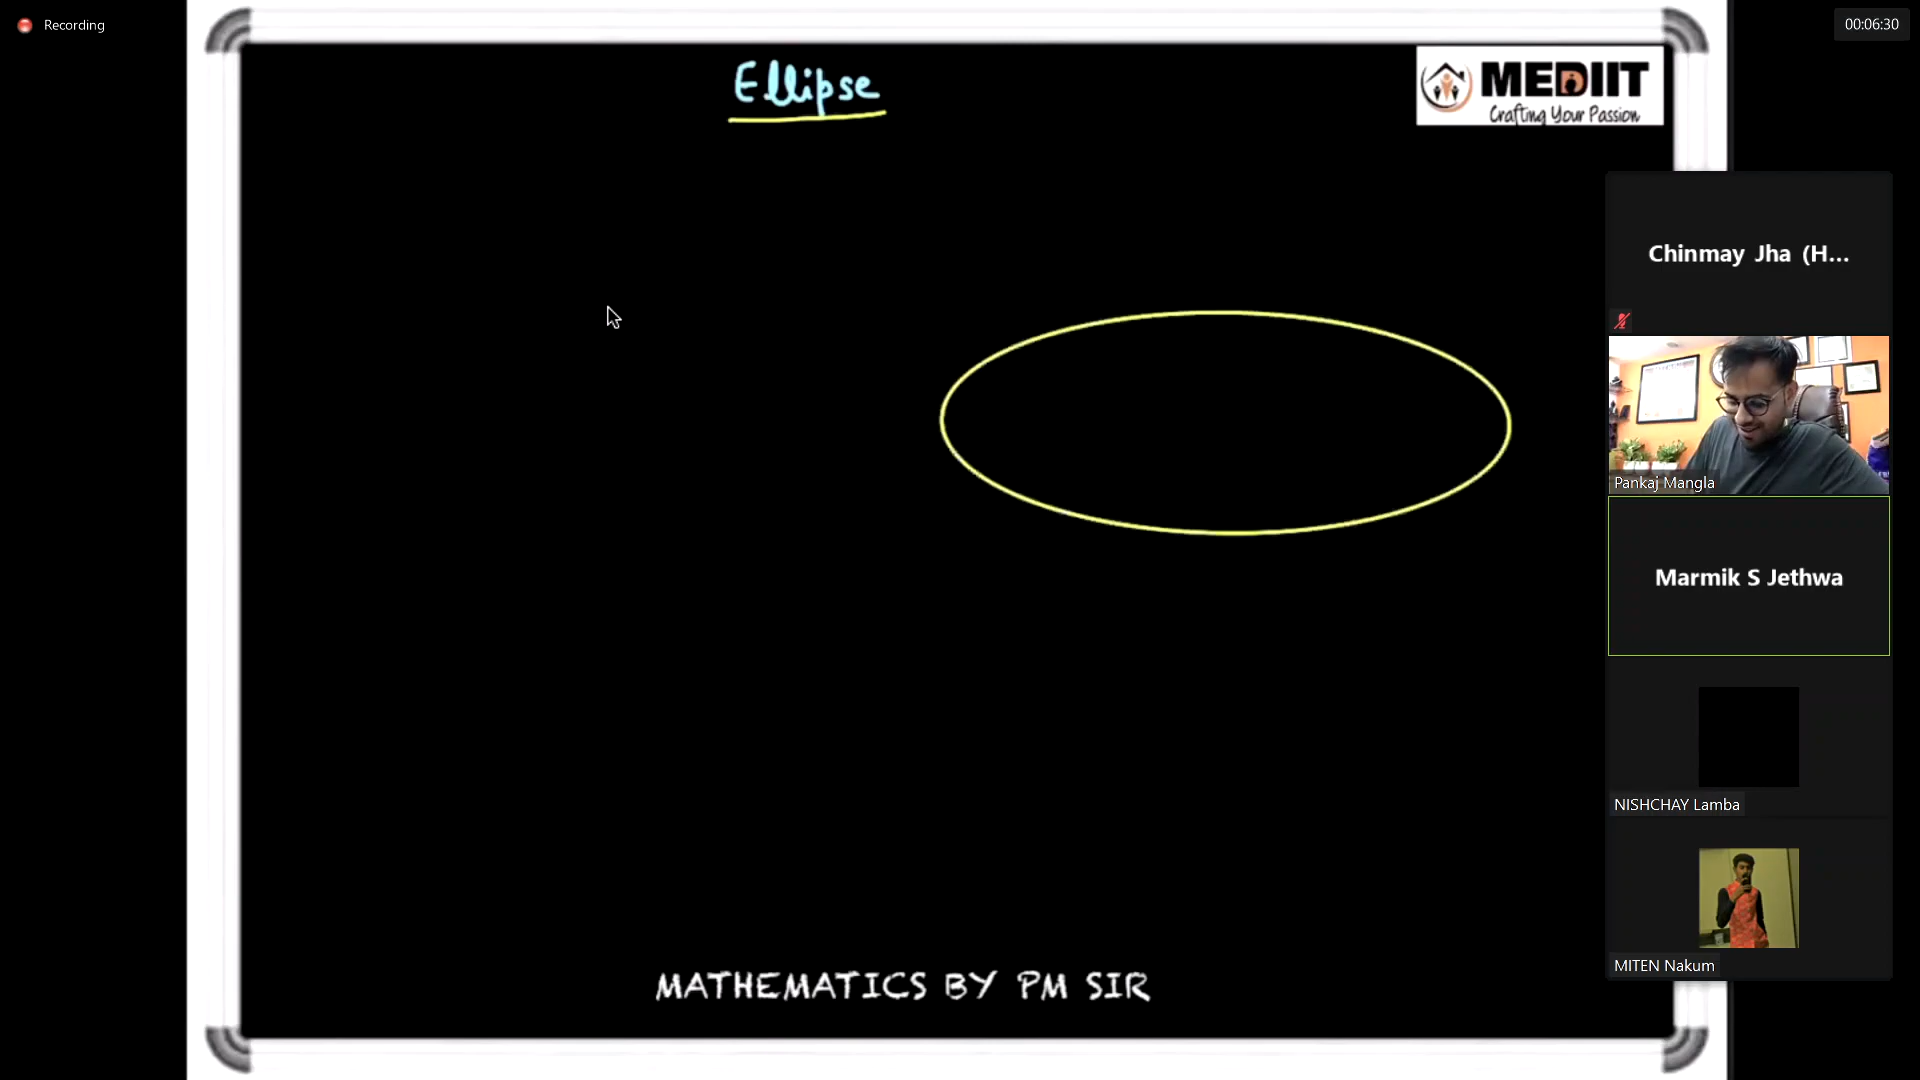 Recording
00:06:30
Ellipse
MEDIIT
Crafting Your Passion
Chinmay Jha (H...
Pankaj Mangla
Marmik S Jethwa
NISHCHAY Lamba
MITEN Nakum
MATHEMATICS BY PM SIR